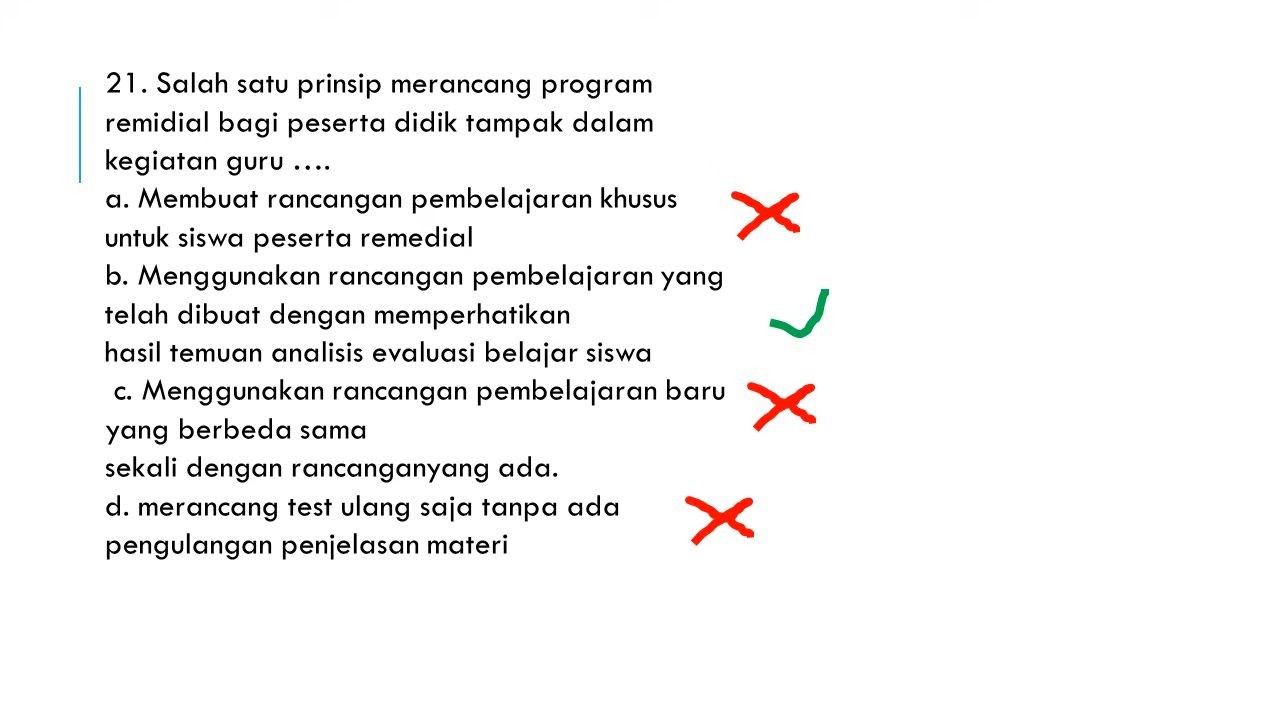 21. Salah satu prinsip merancang program
remidial bagi peserta didik tampak dalam
kegiatan guru ....
a. Membuat rancangan pembelajaran khusus
untuk siswa peserta remedial
b. Menggunakan rancangan pembelajaran yang
telah dibuat dengan memperhatikan
hasil temuan analisis evaluasi belajar siswa
c. Menggunakan rancangan pembelajaran baru
yang berbeda sama
sekali dengan rancanganyang ada.
d. merancang test ulang saja tanpa ada
pengulangan penjelasan materi